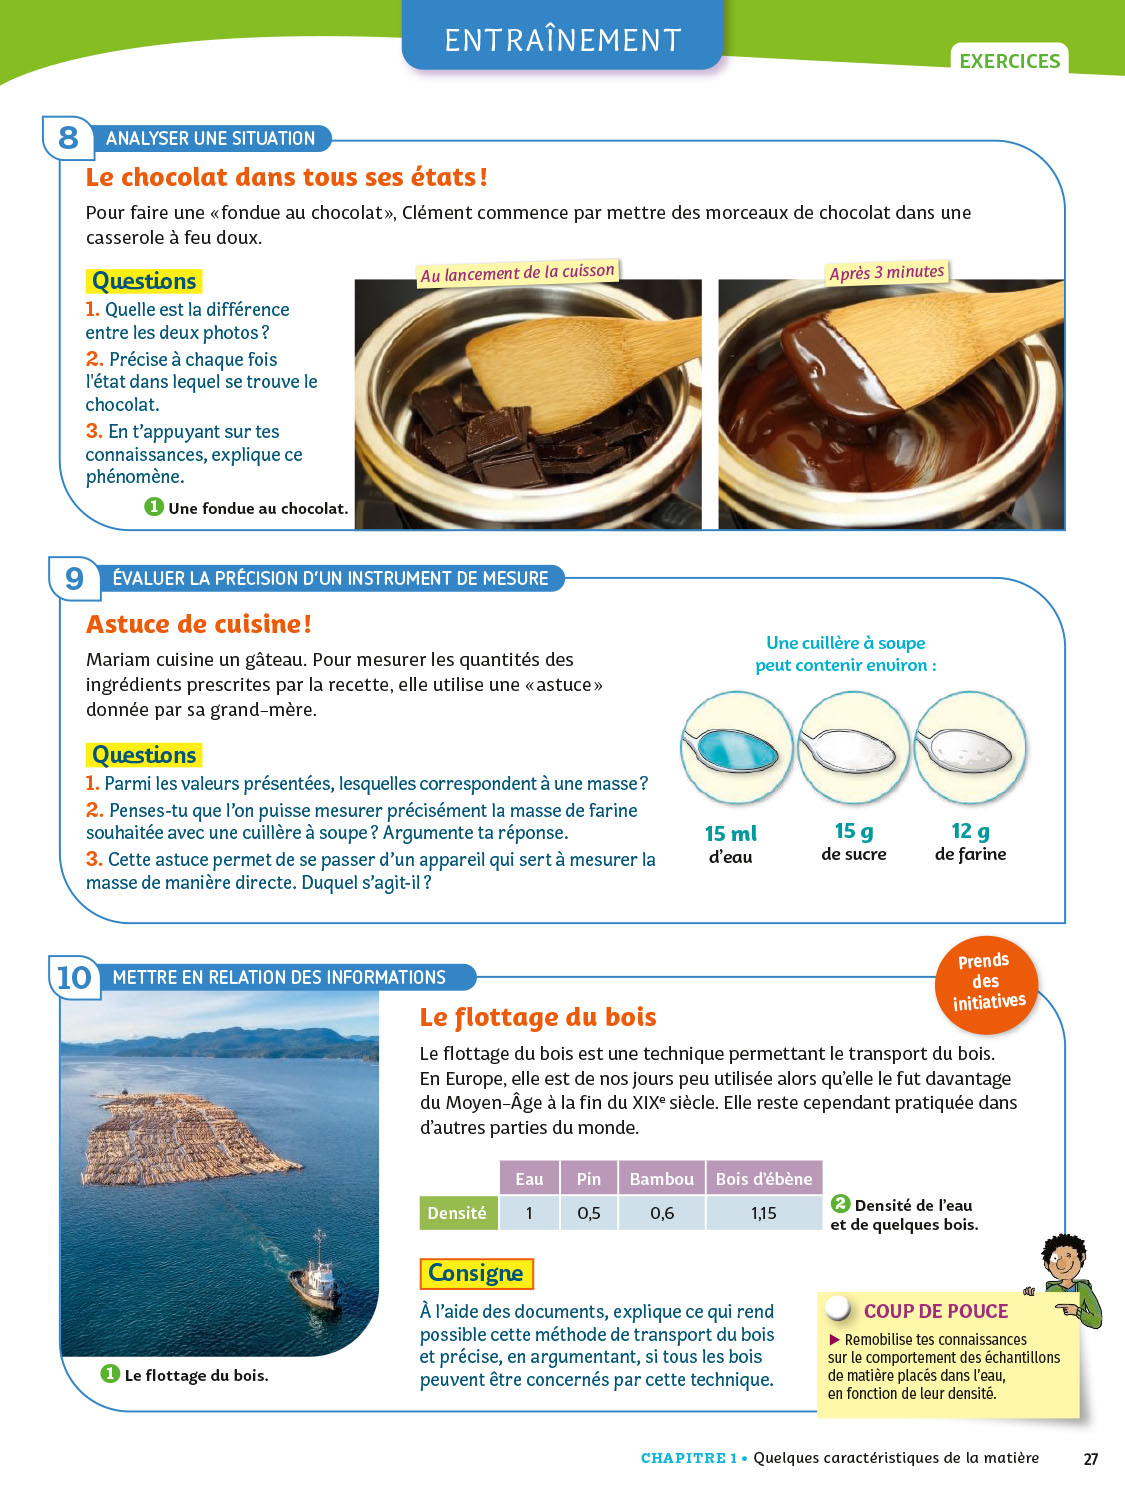 ENTRAÎNEMENT
EXERCICES
8
ANALYSER UNE SITUATION
Le chocolat dans tous ses états !
Pour faire une « fondue au chocolat », Clément commence par mettre des morceaux de chocolat dans une
casserole à feu doux.
Questions
1. Quelle est la différence
entre les deux photos ?
2. Précise à chaque fois
l'état dans lequel se trouve le
chocolat.
3. En t’appuyant sur tes
connaissances, explique ce
phénomène.
1 Une fondue au chocolat.
Au lancement de la cuisson
Après 3 minutes
9
ÉVALUER LA PRÉCISION D’UN INSTRUMENT DE MESURE
Astuce de cuisine !
Mariam cuisine un gâteau. Pour mesurer les quantités des
ingrédients prescrites par la recette, elle utilise une « astuce »
donnée par sa grand-mère.
Questions
1. Parmi les valeurs présentées, lesquelles correspondent à une masse ?
2. Penses-tu que l’on puisse mesurer précisément la masse de farine
souhaitée avec une cuillère à soupe ? Argumente ta réponse.
3. Cette astuce permet de se passer d’un appareil qui sert à mesurer la
masse de manière directe. Duquel s’agit-il ?
Une cuillère à soupe
peut contenir environ :
15 ml
d’eau
15 g
de sucre
12 g
de farine
10
METTRE EN RELATION DES INFORMATIONS
Prends
des
initiatives
Le flottage du bois
Le flottage du bois est une technique permettant le transport du bois.
En Europe, elle est de nos jours peu utilisée alors qu’elle le fut davantage
du Moyen-Âge à la fin du XIXe siècle. Elle reste cependant pratiquée dans
d’autres parties du monde.
Eau Pin Bambou Bois d’ébène
Densité 1 0,5 0,6 1,15
2 Densité de l’eau
et de quelques bois.
Consigne
À l’aide des documents, explique ce qui rend
possible cette méthode de transport du bois
et précise, en argumentant, si tous les bois
peuvent être concernés par cette technique.
1 Le flottage du bois.
COUP DE POUCE
▶ Remobilise tes connaissances
sur le comportement des échantillons
de matière placés dans l’eau,
en fonction de leur densité.
CHAPITRE 1 • Quelques caractéristiques de la matière
27